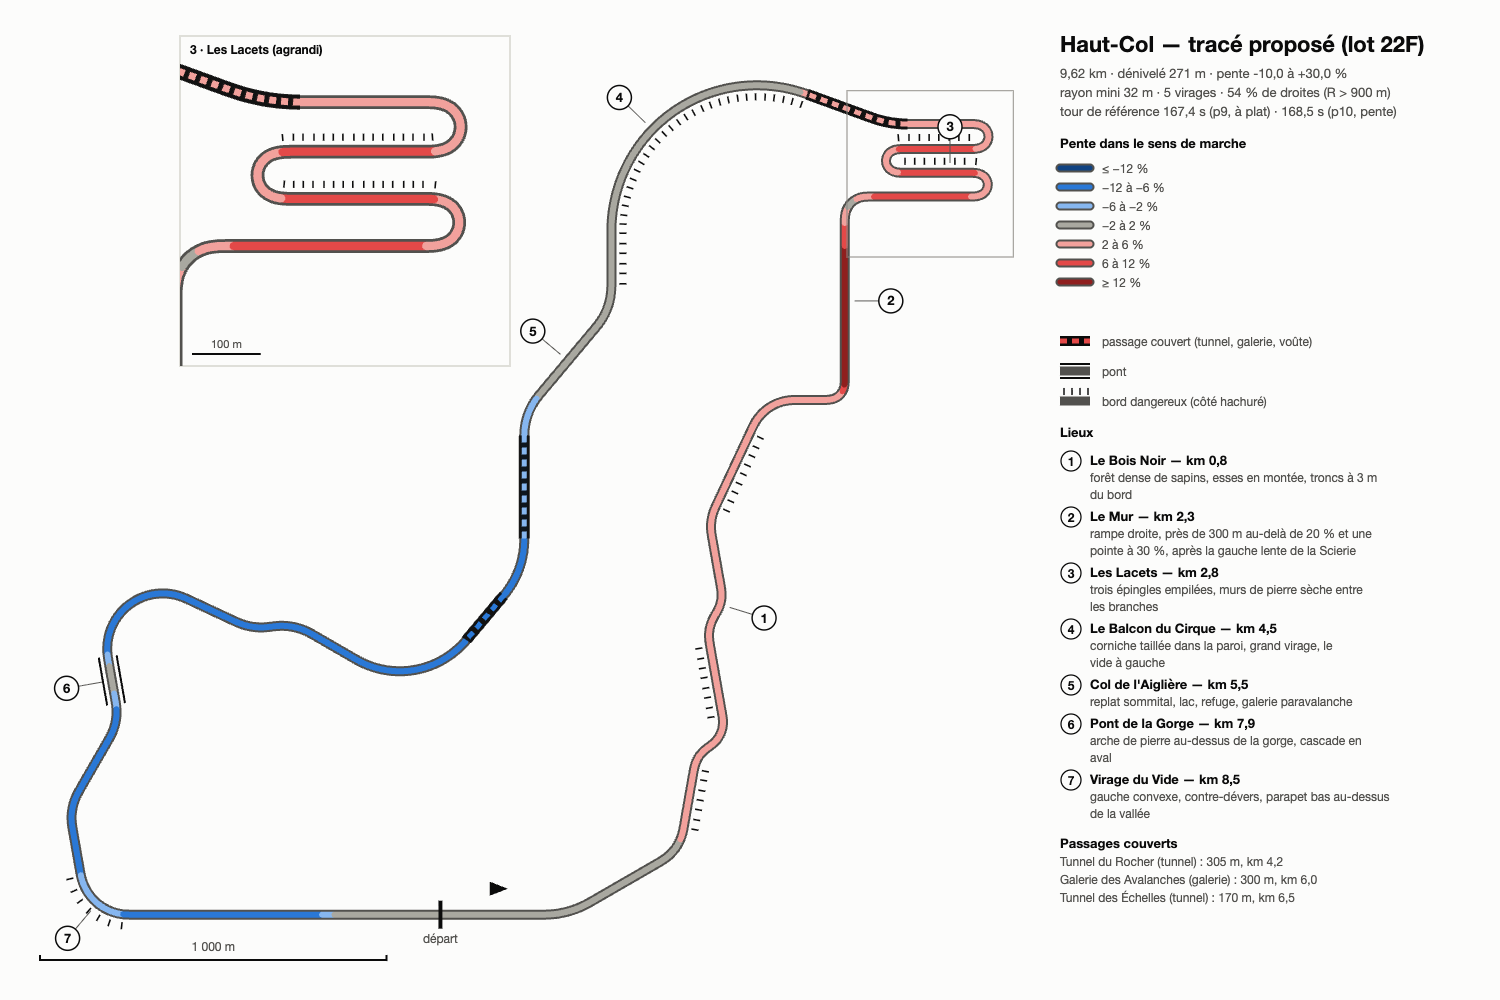 3 · Les Lacets (agrandi)
100 m
4
3
5
2
1
6
7
départ
1 000 m
Haut-Col — tracé proposé (lot 22F)
9,62 km · dénivelé 271 m · pente -10,0 à +30,0 %
rayon mini 32 m · 5 virages · 54 % de droites (R > 900 m)
tour de référence 167,4 s (p9, à plat) · 168,5 s (p10, pente)
Pente dans le sens de marche
≤ −12 %
−12 à −6 %
−6 à −2 %
−2 à 2 %
2 à 6 %
6 à 12 %
≥ 12 %
passage couvert (tunnel, galerie, voûte)
pont
bord dangereux (côté hachuré)
Lieux
1 Le Bois Noir — km 0,8
forêt dense de sapins, esses en montée, troncs à 3 m
du bord
2 Le Mur — km 2,3
rampe droite, près de 300 m au-delà de 20 % et une
pointe à 30 %, après la gauche lente de la Scierie
3 Les Lacets — km 2,8
trois épingles empilées, murs de pierre sèche entre
les branches
4 Le Balcon du Cirque — km 4,5
corniche taillée dans la paroi, grand virage, le
vide à gauche
5 Col de l'Aiglière — km 5,5
replat sommital, lac, refuge, galerie paravalanche
6 Pont de la Gorge — km 7,9
arche de pierre au-dessus de la gorge, cascade en
aval
7 Virage du Vide — km 8,5
gauche convexe, contre-dévers, parapet bas au-dessus
de la vallée
Passages couverts
Tunnel du Rocher (tunnel) : 305 m, km 4,2
Galerie des Avalanches (galerie) : 300 m, km 6,0
Tunnel des Échelles (tunnel) : 170 m, km 6,5